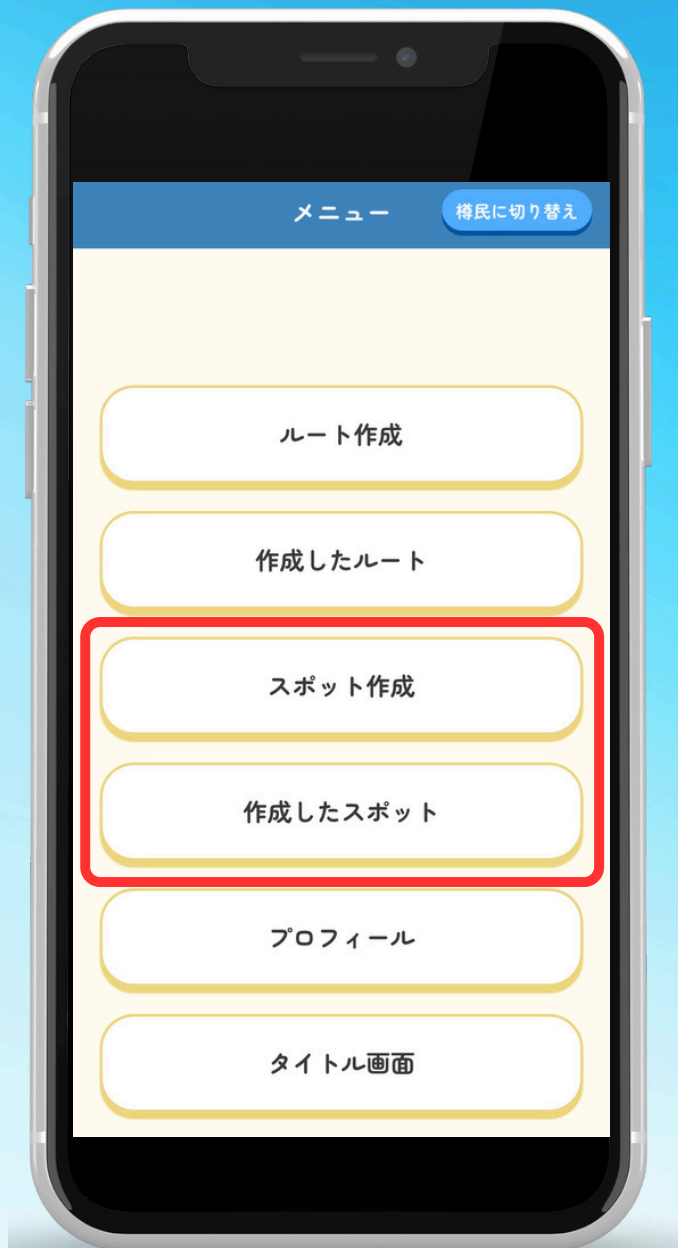 メニュー
樽民に切り替え
ルート作成
作成したルート
スポット作成
作成したスポット
プロフィール
タイトル画面